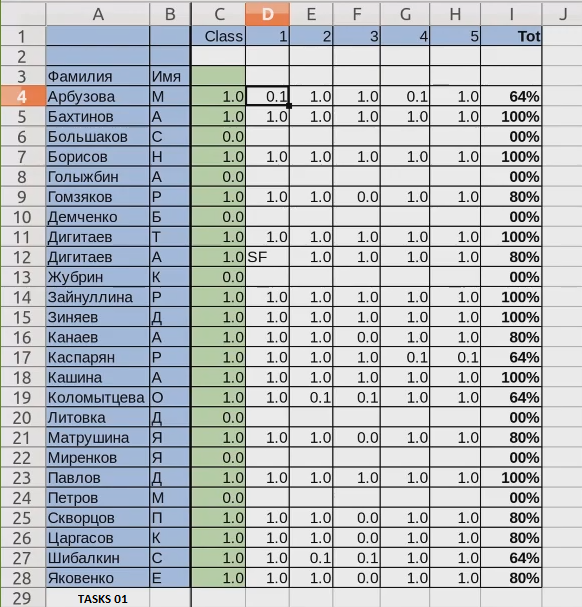 A B C D E F G H I J
1 Class 1 2 3 4 5 Tot
2
3 Фамилия Имя
4 Арбузова М 1.0 0.1 1.0 1.0 0.1 1.0 64%
5 Бахтинов А 1.0 1.0 1.0 1.0 1.0 1.0 100%
6 Большаков С 0.0 00%
7 Борисов Н 1.0 1.0 1.0 1.0 1.0 1.0 100%
8 Голыжбин А 0.0 00%
9 Гомзяков Р 1.0 1.0 1.0 0.0 1.0 1.0 80%
10 Демченко Б 0.0 00%
11 Дигитаев Т 1.0 1.0 1.0 1.0 1.0 1.0 100%
12 Дигитаев А 1.0 SF 1.0 1.0 1.0 1.0 80%
13 Жубрин К 0.0 00%
14 Зайнуллина Р 1.0 1.0 1.0 1.0 1.0 1.0 100%
15 Зиняев Д 1.0 1.0 1.0 1.0 1.0 1.0 100%
16 Канаев А 1.0 1.0 1.0 0.0 1.0 1.0 80%
17 Каспарян Р 1.0 1.0 1.0 1.0 0.1 0.1 64%
18 Кашина А 1.0 1.0 1.0 1.0 1.0 1.0 100%
19 Коломытцева О 1.0 1.0 0.1 0.1 1.0 1.0 64%
20 Литовка Д 0.0 00%
21 Матрушина Я 1.0 1.0 1.0 0.0 1.0 1.0 80%
22 Миренков Я 0.0 00%
23 Павлов Д 1.0 1.0 1.0 1.0 1.0 1.0 100%
24 Петров М 0.0 00%
25 Скворцов П 1.0 1.0 1.0 0.0 1.0 1.0 80%
26 Царгасов К 1.0 1.0 1.0 0.0 1.0 1.0 80%
27 Шибалкин С 1.0 1.0 0.1 0.1 1.0 1.0 64%
28 Яковенко Е 1.0 1.0 1.0 0.0 1.0 1.0 80%
29 TASKS 01